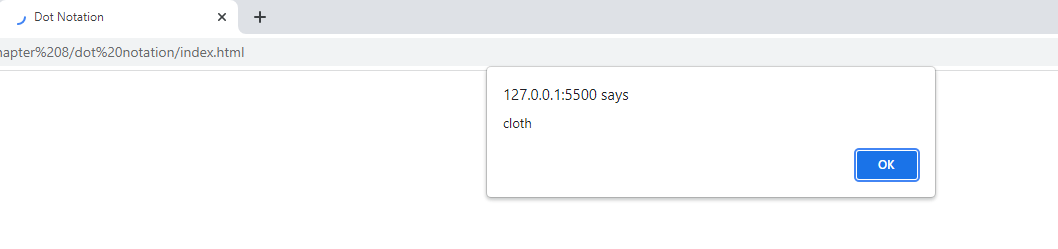 Dot Notation
hapter%208/dot%20notation/index.html
127.0.0.1:5500 says
cloth
OK